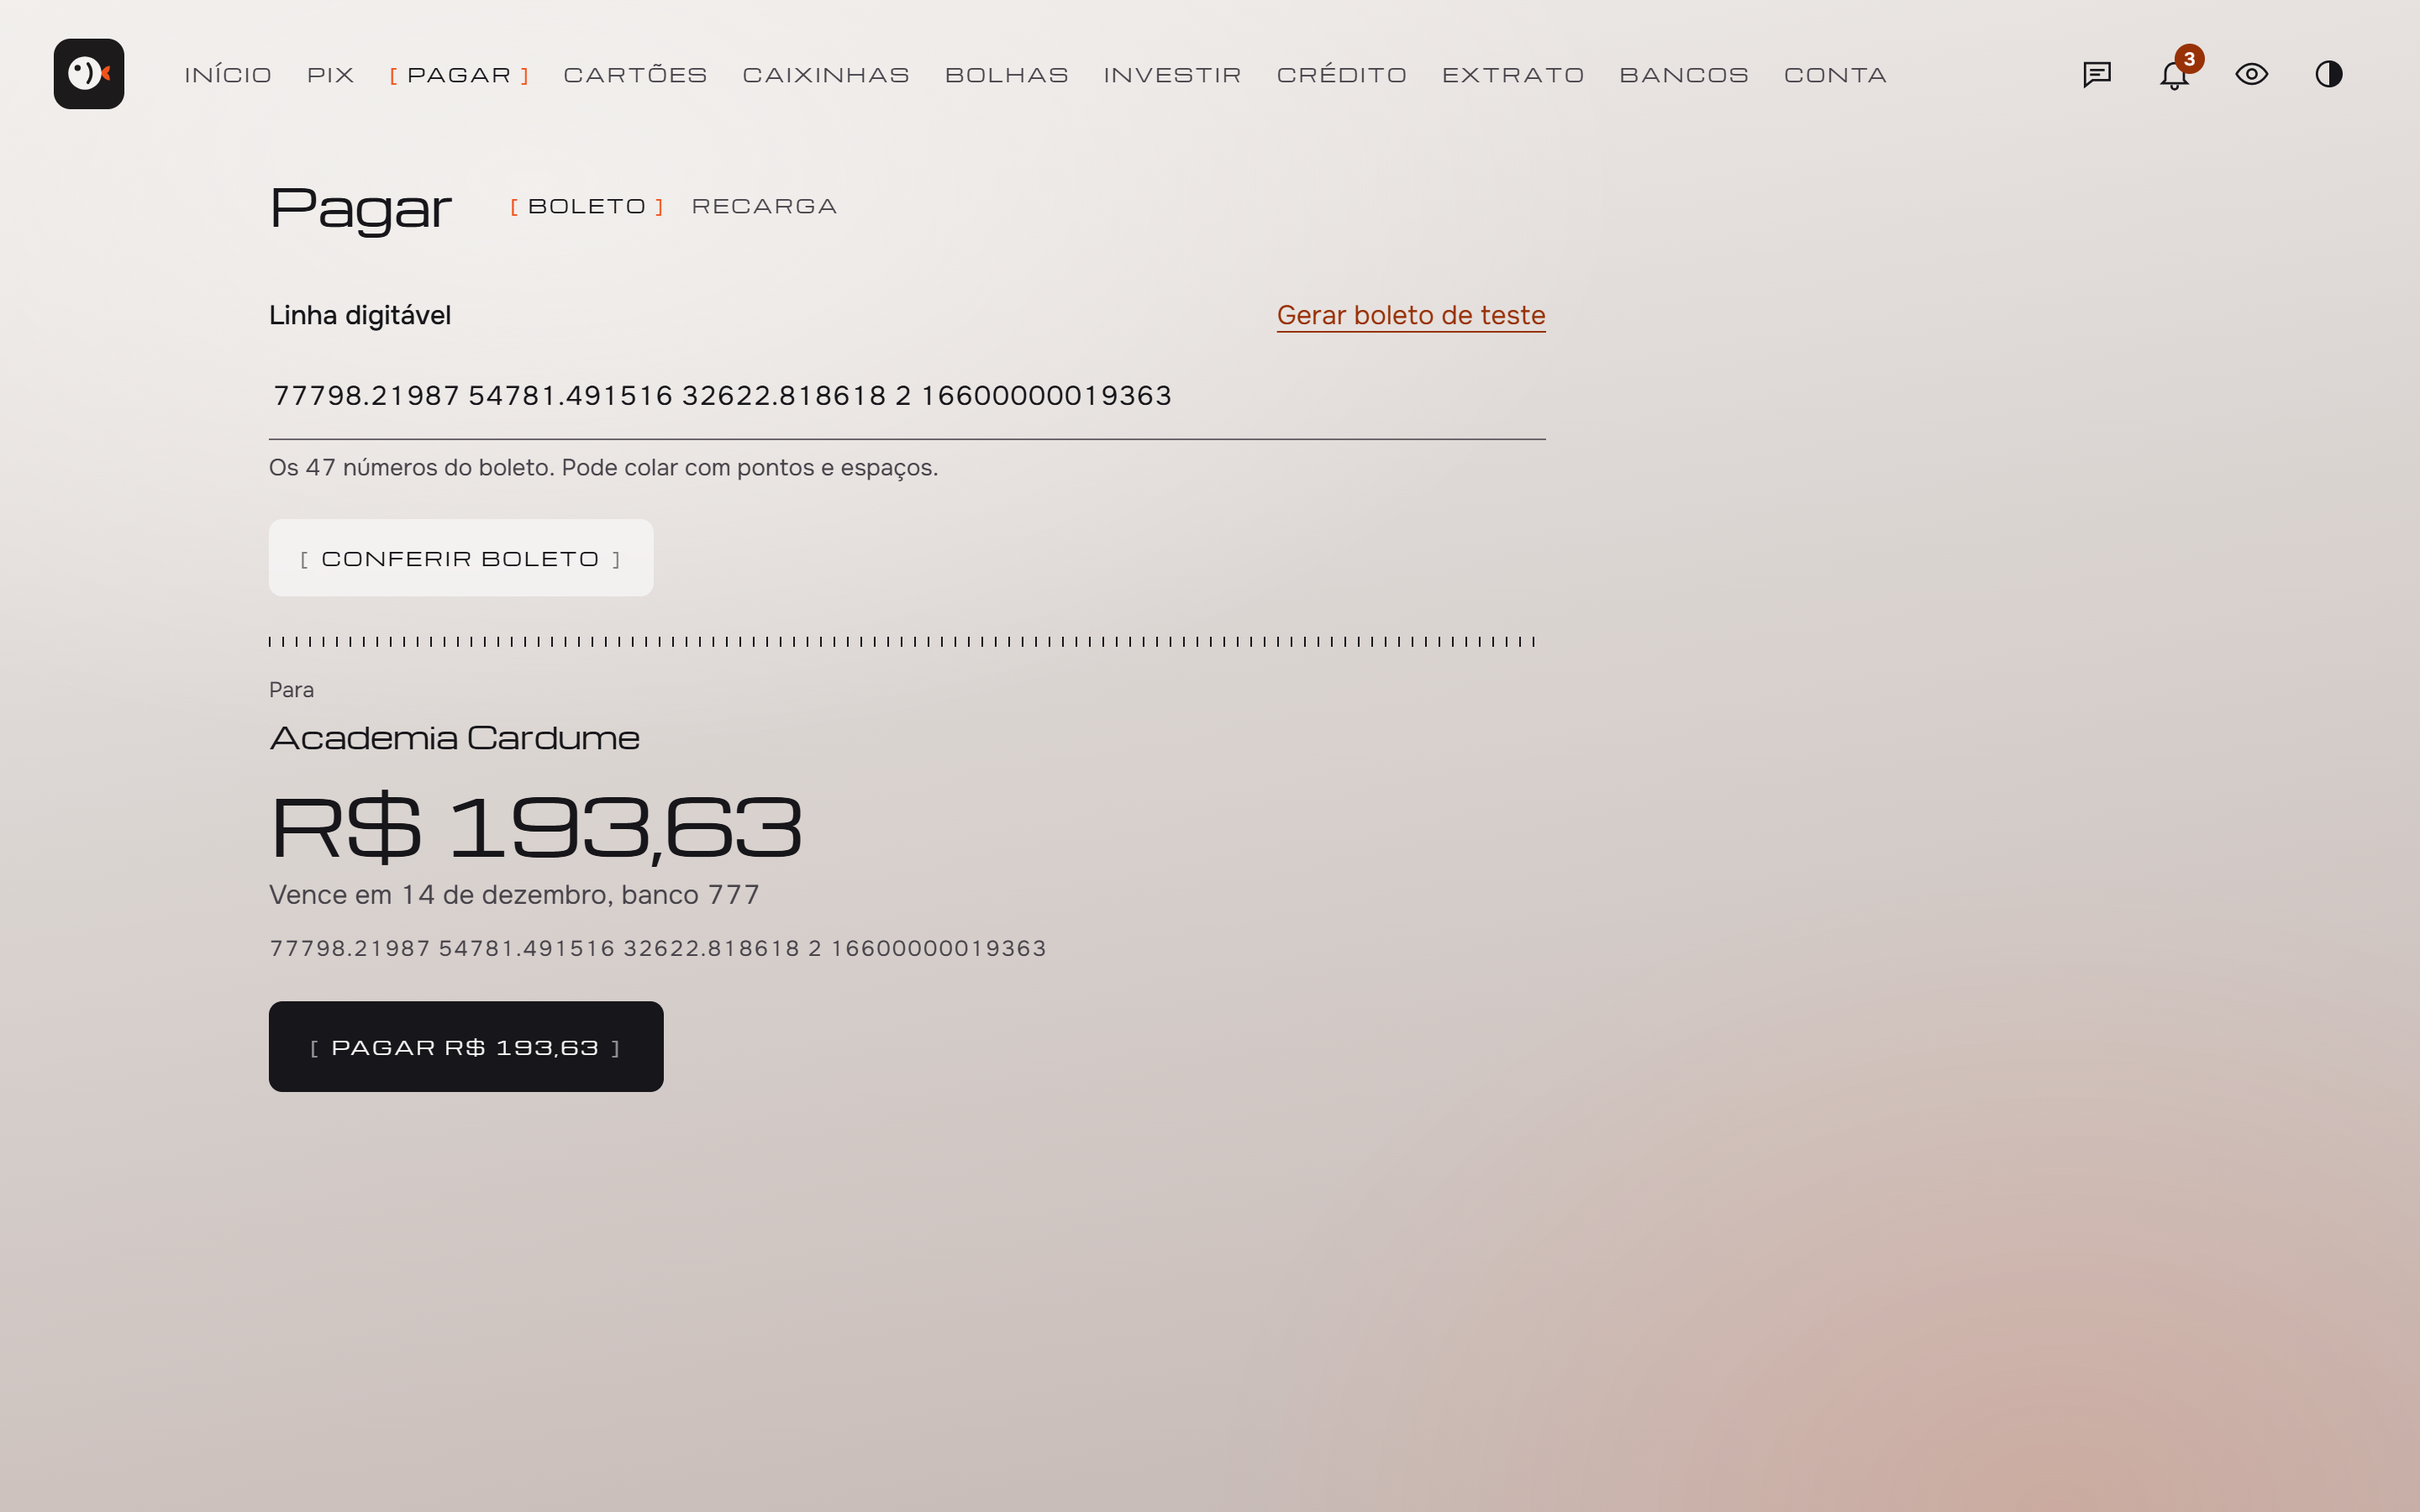 INÍCIO PIX [ PAGAR ] CARTÕES CAIXINHAS BOLHAS INVESTIR CRÉDITO EXTRATO BANCOS CONTA 3
Pagar [ BOLETO ] RECARGA
Linha digitável Gerar boleto de teste
77798.21987 54781.491516 32622.818618 2 16600000019363
Os 47 números do boleto. Pode colar com pontos e espaços.
[ CONFERIR BOLETO ]
Para
Academia Cardume
R$ 193,63
Vence em 14 de dezembro, banco 777
77798.21987 54781.491516 32622.818618 2 16600000019363
[ PAGAR R$ 193,63 ]